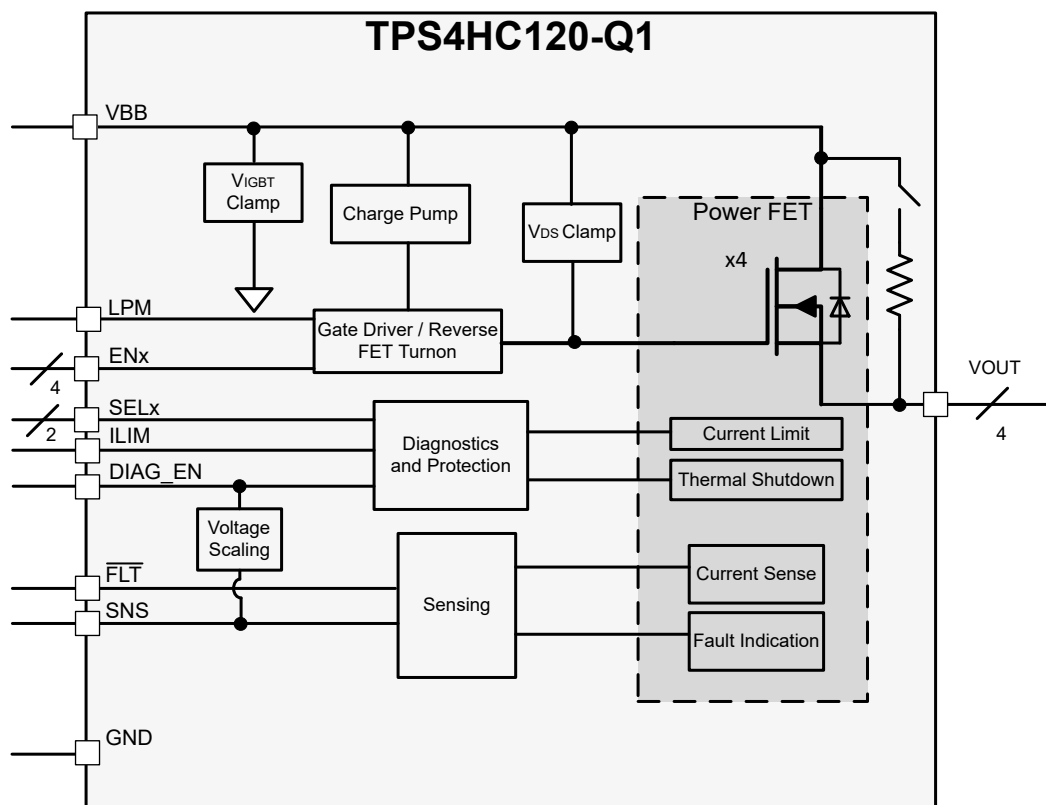 TPS4HC120-Q1
VBB
VIGBT
Clamp
Charge Pump
VDS Clamp
Power FET
x4
LPM
Gate Driver / Reverse
FET Turnon
ENx
4
VOUT
4
SELx
2
ILIM
DIAG_EN
Diagnostics
and Protection
Current Limit
Thermal Shutdown
Voltage
Scaling
FLT
SNS
Sensing
Current Sense
Fault Indication
GND